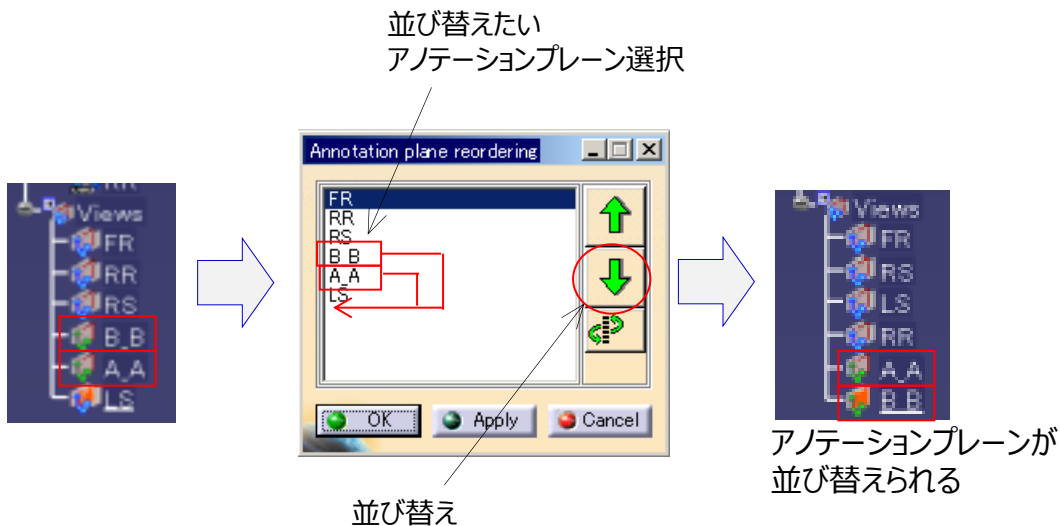 並び替えたい
アノテーションプレーン選択
RR
Views
FR
RR
RS
B_B
A_A
LS
Annotation plane reordering
FR
RR
RS
B_B
A_A
LS
OK
Apply
Cancel
並び替え
Views
FR
RS
LS
RR
A_A
B_B
アノテーションプレーンが
並び替えられる